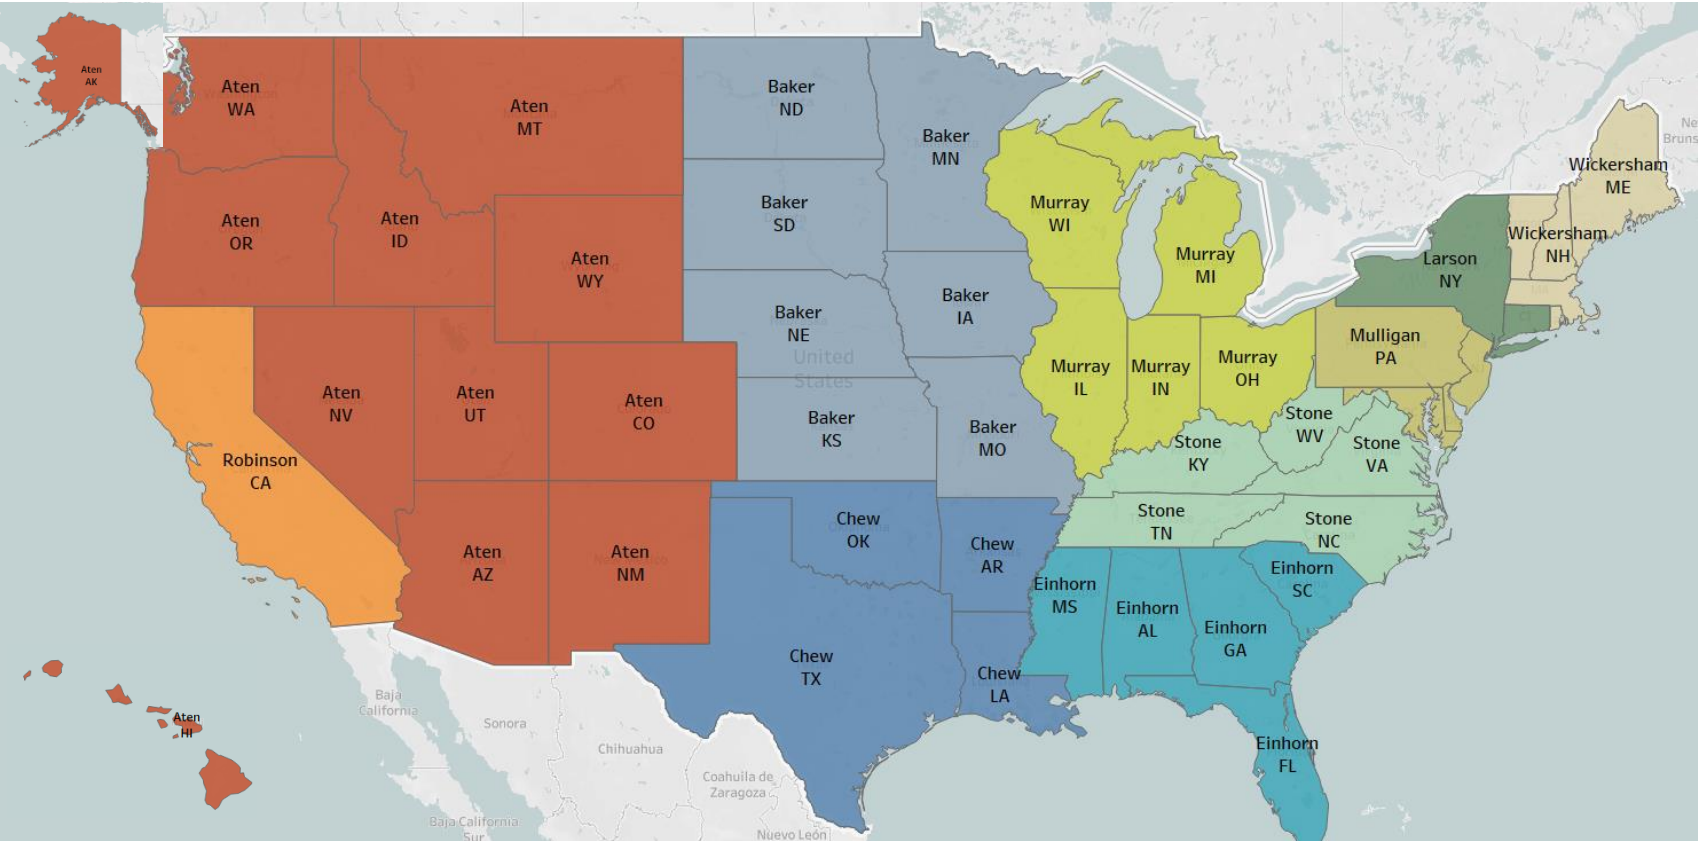 Aten
AK
Aten
WA
Aten
MT
Baker
ND
Baker
MN
Aten
OR
Aten
ID
Aten
WY
Baker
SD
Murray
WI
Murray
MI
Wickersham
ME
Wickersham
NH
Larson
NY
New
Bruns
Baker
NE
Baker
IA
United
States
Murray
IL
Murray
IN
Murray
OH
Mulligan
PA
Aten
NV
Aten
UT
Aten
CO
Baker
KS
Baker
MO
Robinson
CA
Stone
WV
Stone
KY
Stone
VA
Aten
AZ
Aten
NM
Chew
OK
Chew
AR
Stone
TN
Stone
NC
Einhorn
MS
Einhorn
AL
Einhorn
GA
Einhorn
SC
Chew
TX
Chew
LA
Einhorn
FL
Aten
HI
Baja
California
Sonora
Chihuahua
Coahuila de
Zaragoza
Baja California
Sur
Nuevo León